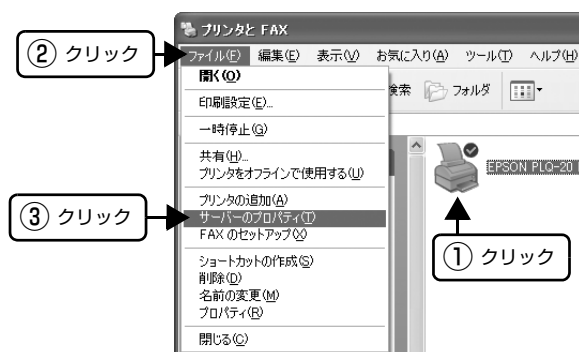 プリンタと FAX
② クリック
ファイル(F) 編集(E) 表示(V) お気に入り(A) ツール(T) ヘルプ(H)
開く(O)
検索 フォルダ
印刷設定(E)...
一時停止(G)
共有(H)...
プリンタをオフラインで使用する(U)
EPSON PLQ-20
プリンタの追加(A)
③ クリック
サーバーのプロパティ(T)
FAX のセットアップ(X)
① クリック
ショートカットの作成(S)
削除(D)
名前の変更(M)
プロパティ(R)
閉じる(C)